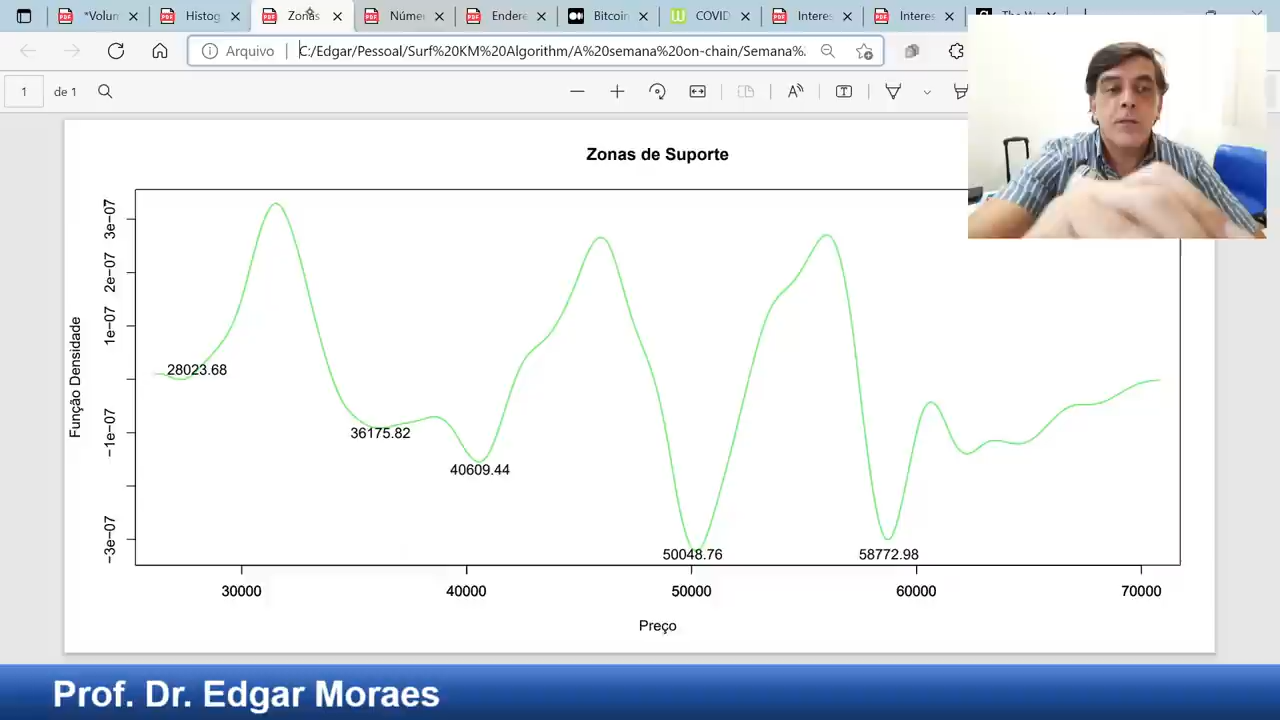 *Volun
Histog
Zonas
Númer
Endere
Bitcoin
COVID
Interes
Interes
Arquivo
C:/Edgar/Pessoal/Surf%20KM%20Algorithm/A%20semana%20on-chain/Semana%.
1
de 1
Zonas de Suporte
Função Densidade
3e−07
2e−07
1e−07
−1e−07
−3e−07
28023.68
36175.82
40609.44
50048.76
58772.98
30000
40000
50000
60000
70000
Preço
Prof. Dr. Edgar Moraes